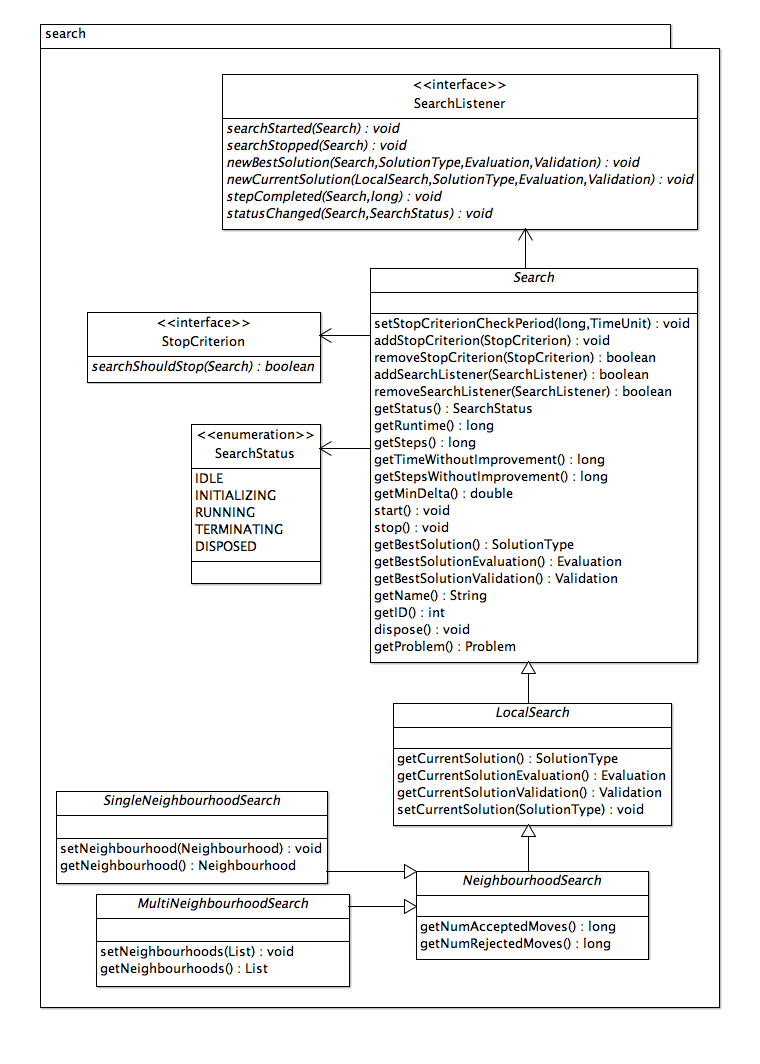 search
<<interface>>
SearchListener
searchStarted(Search) : void
searchStopped(Search) : void
newBestSolution(Search,SolutionType,Evaluation,Validation) : void
newCurrentSolution(LocalSearch,SolutionType,Evaluation,Validation) : void
stepCompleted(Search,long) : void
statusChanged(Search,SearchStatus) : void
Search
setStopCriterionCheckPeriod(long,TimeUnit) : void
addStopCriterion(StopCriterion) : void
removeStopCriterion(StopCriterion) : boolean
addSearchListener(SearchListener) : boolean
removeSearchListener(SearchListener) : boolean
getStatus() : SearchStatus
getRuntime() : long
getSteps() : long
getTimeWithoutImprovement() : long
getStepsWithoutImprovement() : long
getMinDelta() : double
start() : void
stop() : void
getBestSolution() : SolutionType
getBestSolutionEvaluation() : Evaluation
getBestSolutionValidation() : Validation
getName() : String
getID() : int
dispose() : void
getProblem() : Problem
<<interface>>
StopCriterion
searchShouldStop(Search) : boolean
<<enumeration>>
SearchStatus
IDLE
INITIALIZING
RUNNING
TERMINATING
DISPOSED
LocalSearch
getCurrentSolution() : SolutionType
getCurrentSolutionEvaluation() : Evaluation
getCurrentSolutionValidation() : Validation
setCurrentSolution(SolutionType) : void
SingleNeighbourhoodSearch
setNeighbourhood(Neighbourhood) : void
getNeighbourhood() : Neighbourhood
NeighbourhoodSearch
getNumAcceptedMoves() : long
getNumRejectedMoves() : long
MultiNeighbourhoodSearch
setNeighbourhoods(List) : void
getNeighbourhoods() : List